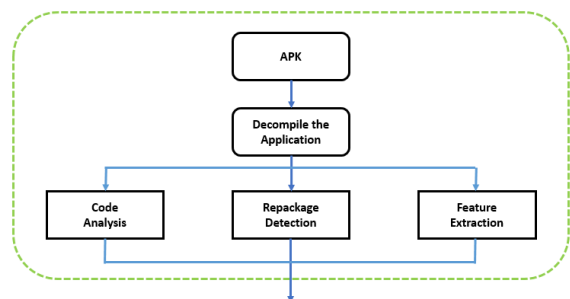 APK
Decompile the
Application
Code
Analysis
Repackage
Detection
Feature
Extraction